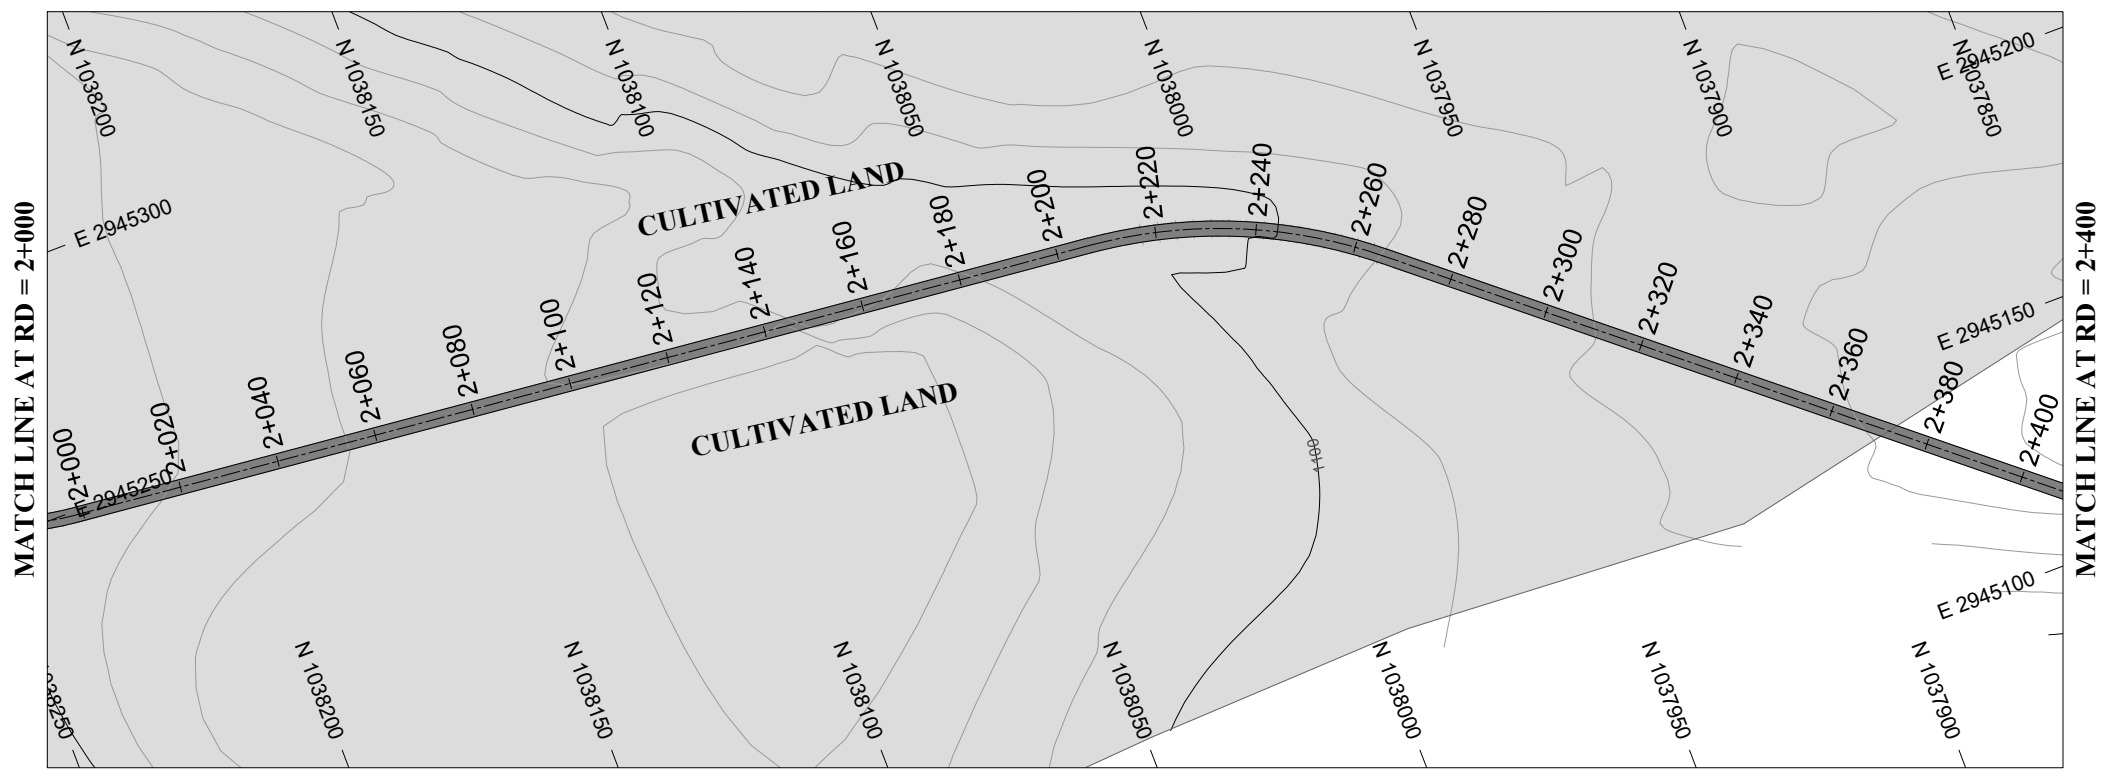 N 1038200
N 1038150
N 1038100
N 1038050
N 1038000
N 1037950
N 1037900
N 1037850
E 2945200
MATCH LINE AT RD = 2+000
E 2945300
CULTIVATED LAND
2+000
2+020
2+040
2+060
2+080
2+100
2+120
2+140
2+160
2+180
2+200
2+220
2+240
2+260
2+280
2+300
2+320
2+340
2+360
2+380
2+400
E 2945150
MATCH LINE AT RD = 2+400
E 2945250
CULTIVATED LAND
1400
E 2945100
1038250
N 1038200
N 1038150
N 1038100
N 1038050
N 1038000
N 1037950
N 1037900